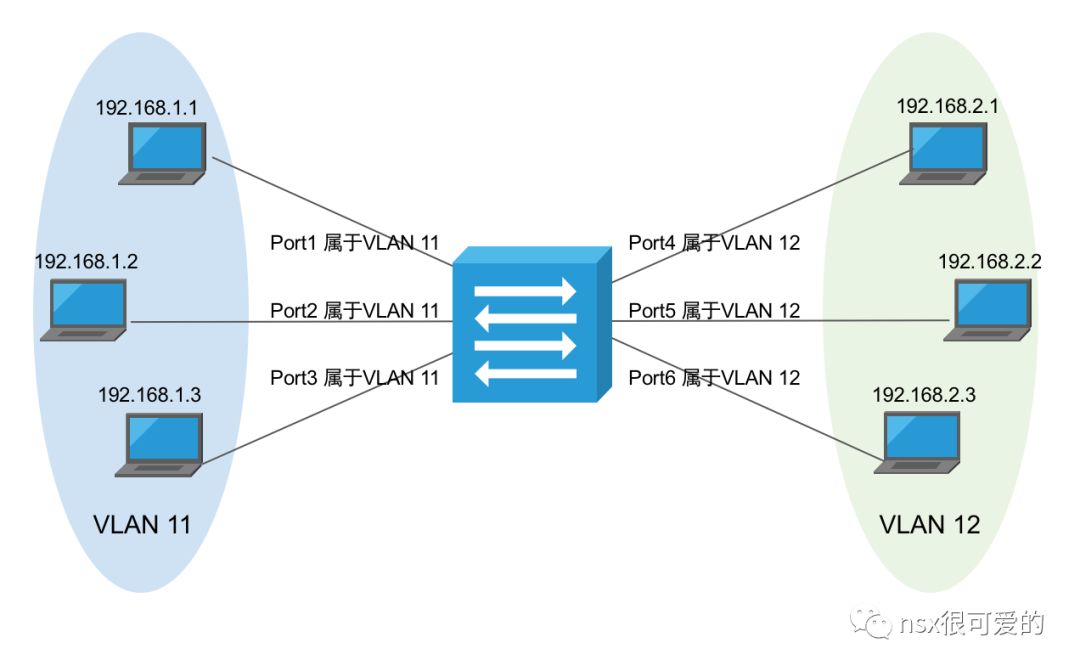 192.168.1.1
192.168.2.1
Port1 属于VLAN 11
Port4 属于VLAN 12
192.168.1.2
192.168.2.2
Port2 属于VLAN 11
Port5 属于VLAN 12
Port3 属于VLAN 11
Port6 属于VLAN 12
192.168.1.3
192.168.2.3
VLAN 11
VLAN 12
nsx很可爱的